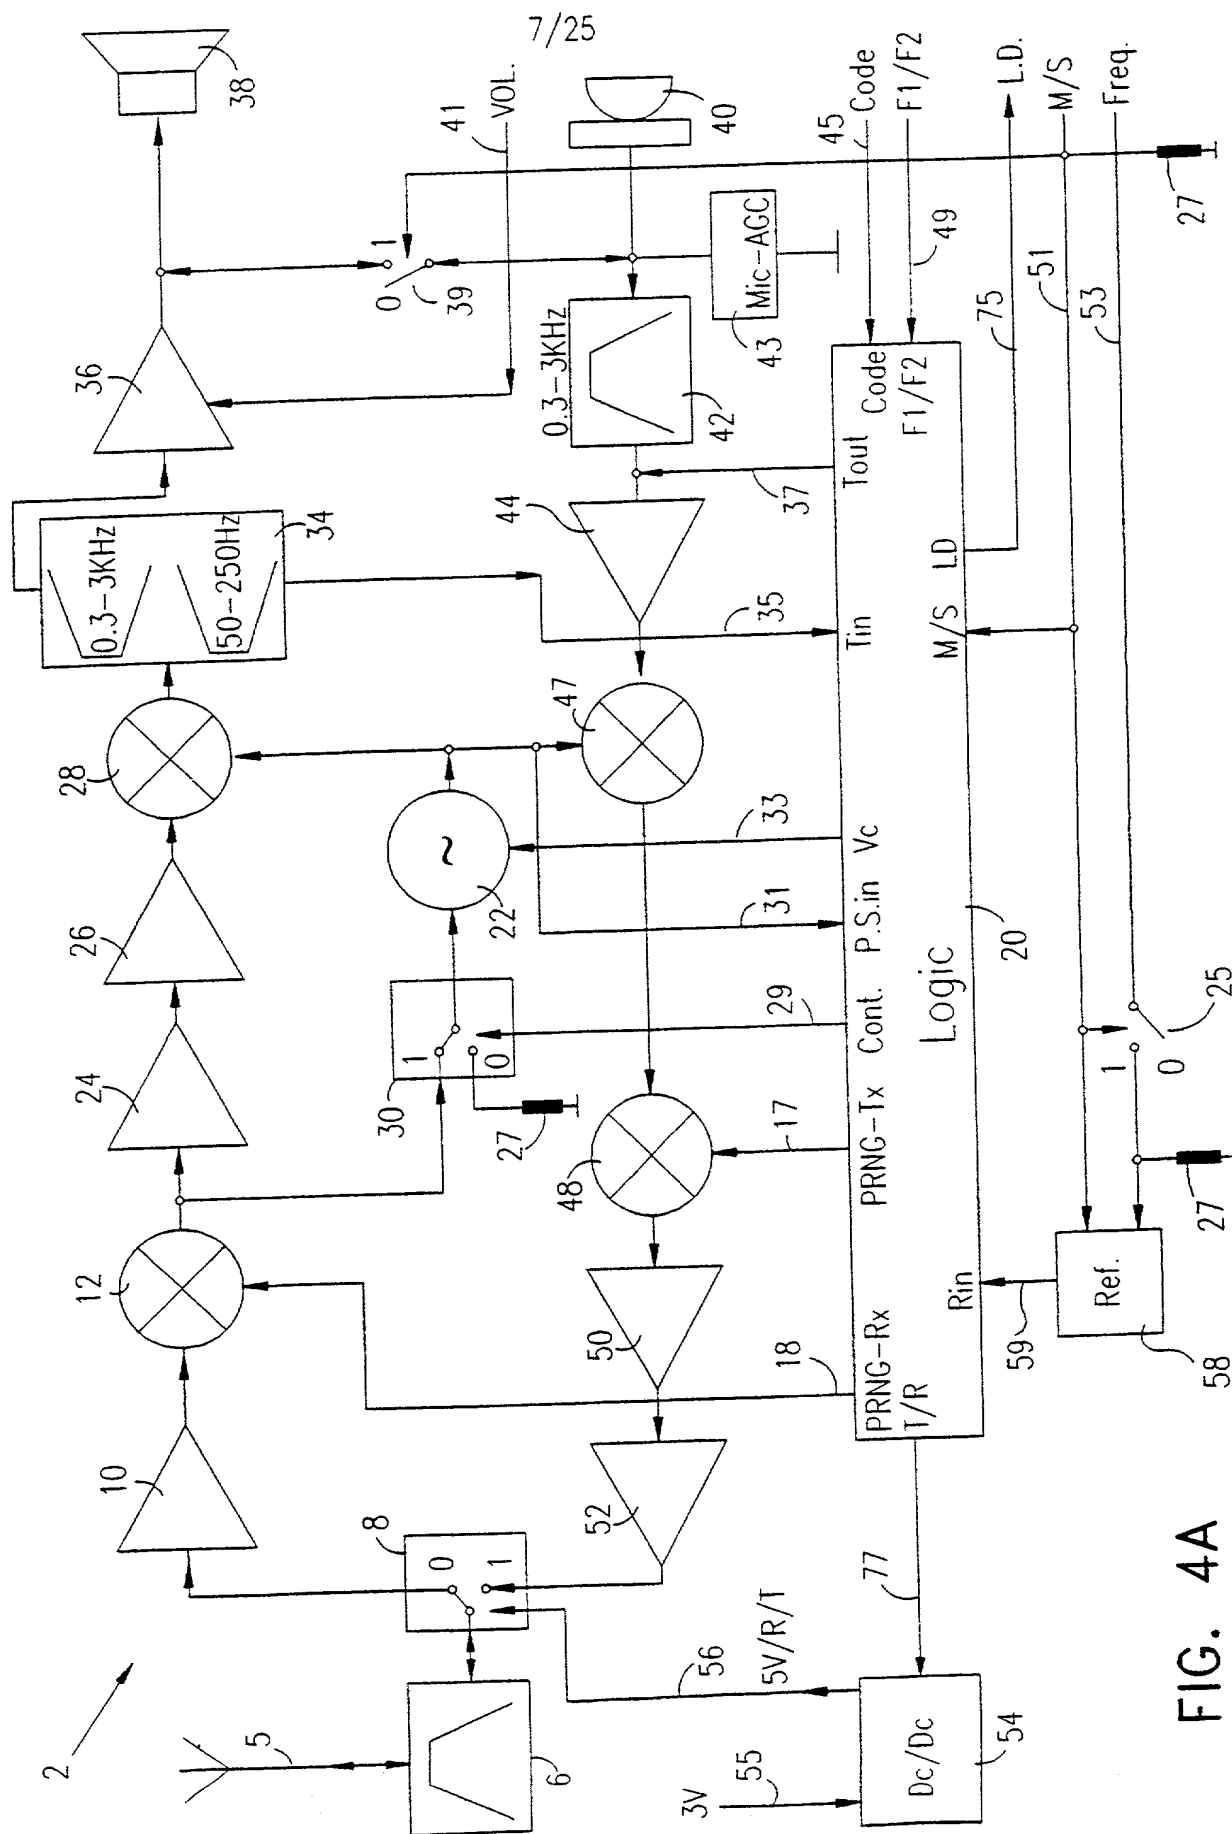 7/25
2
5
6
8
0
1
10
12
24
26
28
0.3-3KHz
50-250Hz
34
36
38
30
1
0
27
22
~
39
0
1
41
VOL.
40
Mic-AGC
43
0.3-3KHz
42
44
47
48
50
52
37
35
33
31
29
17
18
45
Code
F1/F2
49
Code
F1/F2
Tout
Tin
Vc
P.S.in
Cont.
PRNG-Tx
PRNG-Rx
T/R
Rin
Logic
20
M/S
LD
75
L.D.
51
M/S
53
Freq.
27
25
1
0
27
Ref.
58
59
77
5V/R/T
56
3V
55
Dc/Dc
54
FIG. 4A